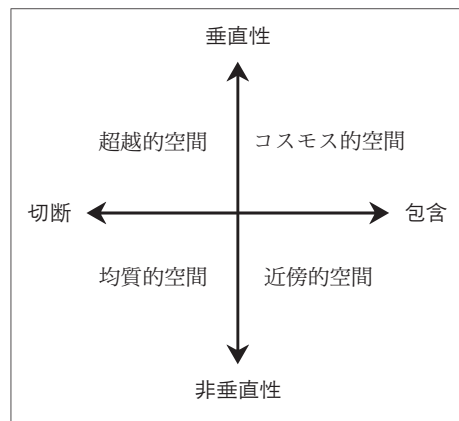 垂直性
超越的空間 コスモス的空間
切断 包含
均質的空間 近傍的空間
非垂直性